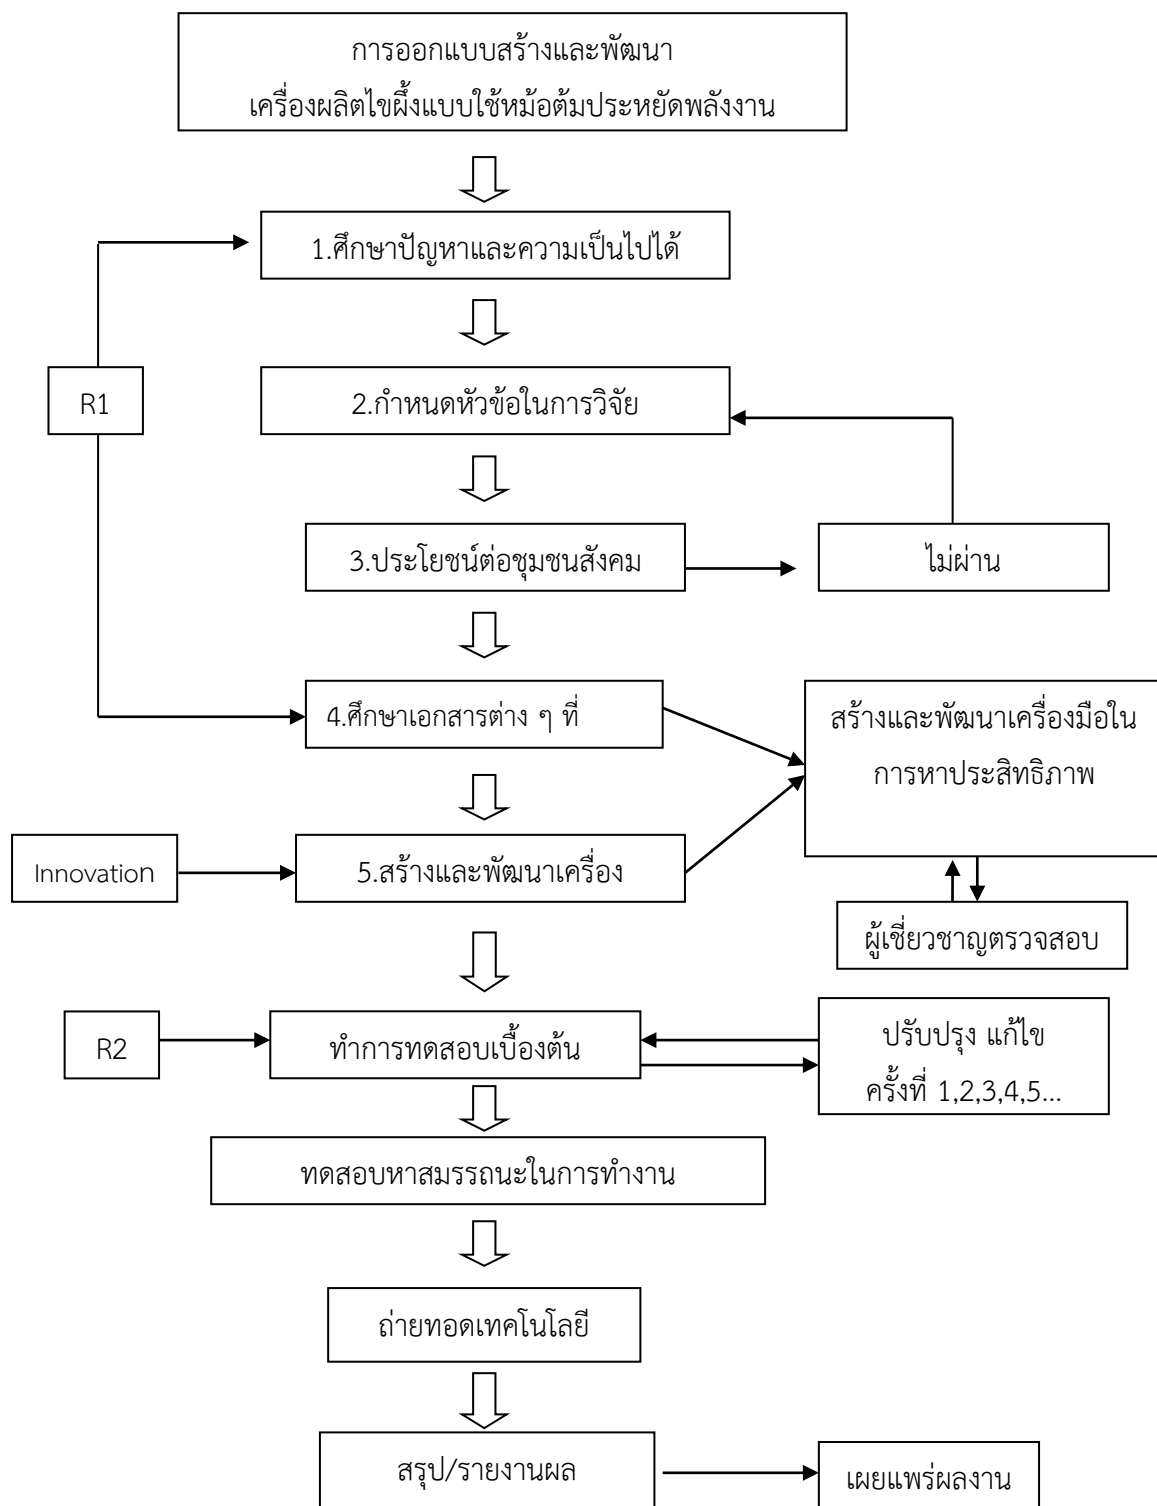 การออกแบบสร้างและพัฒนา
เครื่องผลิตไขผึ้งแบบใช้หม้อต้มประหยัดพลังงาน
1.ศึกษาปัญหาและความเป็นไปได้
R1
2.กำหนดหัวข้อในการวิจัย
3.ประโยชน์ต่อชุมชนสังคม
ไม่ผ่าน
4.ศึกษาเอกสารต่าง ๆ ที่
สร้างและพัฒนาเครื่องมือใน
การหาประสิทธิภาพ
Innovation
5.สร้างและพัฒนาเครื่อง
ผู้เชี่ยวชาญตรวจสอบ
R2
ทำการทดสอบเบื้องต้น
ปรับปรุง แก้ไข
ครั้งที่ 1,2,3,4,5...
ทดสอบหาสมรรถนะในการทำงาน
ถ่ายทอดเทคโนโลยี
สรุป/รายงานผล
เผยแพร่ผลงาน